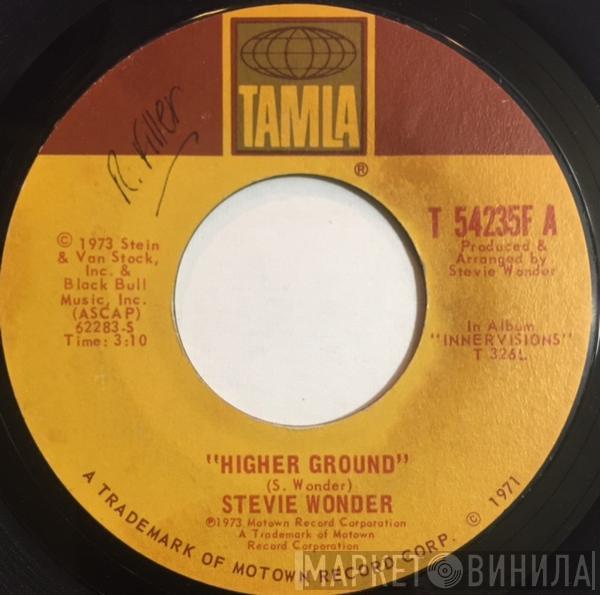 TAMLA
®
R. Filler
T 54235F A
Produced &
Arranged by
Stevie Wonder
© 1973 Stein
& Van Stock,
Inc. &
Black Bull
Music, Inc.
(ASCAP)
62283-S
Time: 3:10
In Album
"INNERVISIONS"
T 326L
"HIGHER GROUND"
(S. Wonder)
STEVIE WONDER
℗1973 Motown Record Corporation
A Trademark of Motown
Record Corporation
A TRADEMARK OF MOTOWN RECORD CORP. © 1971
МАРКЕТ ВИНИЛА